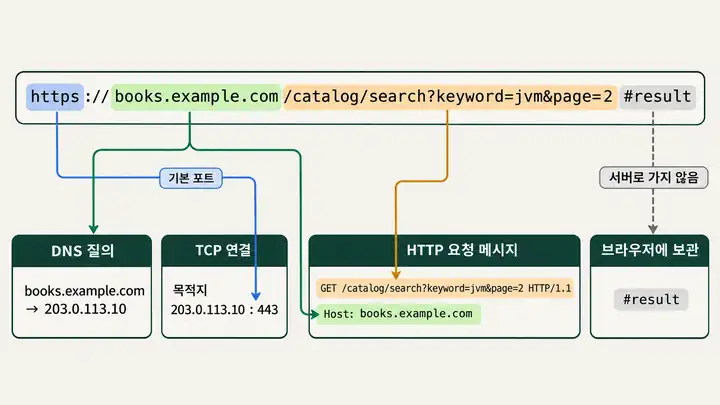 https://books.example.com/catalog/search?keyword=jvm&page=2 #result
기본 포트
서버로 가지 않음
DNS 질의
books.example.com
→ 203.0.113.10
TCP 연결
목적지
203.0.113.10 : 443
HTTP 요청 메시지
GET /catalog/search?keyword=jvm&page=2 HTTP/1.1
Host: books.example.com
브라우저에 보관
#result